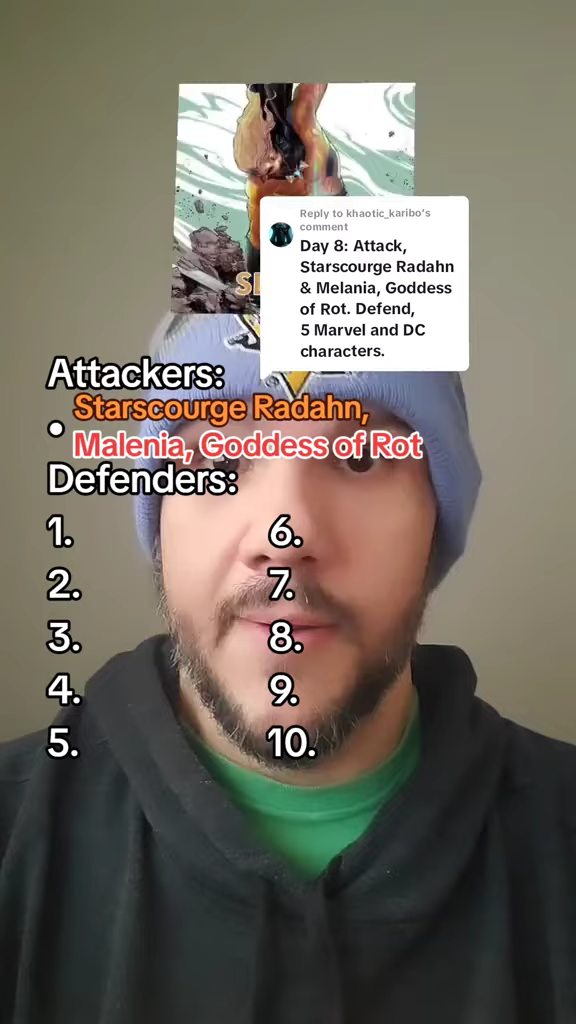 Reply to khaotic_karibo's
comment
Day 8: Attack,
Starscourge Radahn
& Melania, Goddess
of Rot. Defend,
5 Marvel and DC
characters.
Attackers:
• Starscourge Radahn,
Malenia, Goddess of Rot
Defenders:
1.
2.
3.
4.
5.
6.
7.
8.
9.
10.